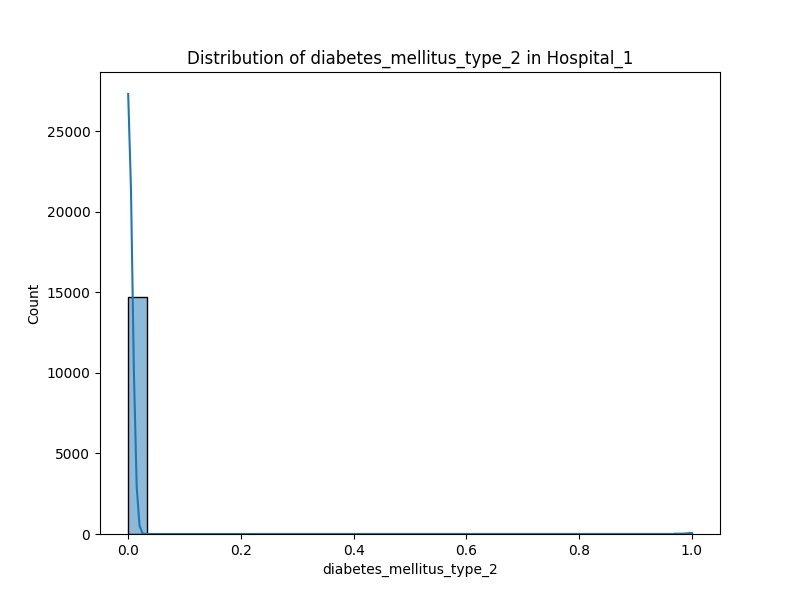 Distribution of diabetes_mellitus_type_2 in Hospital_1
25000
20000
15000
10000
5000
0
Count
0.0 0.2 0.4 0.6 0.8 1.0
diabetes_mellitus_type_2